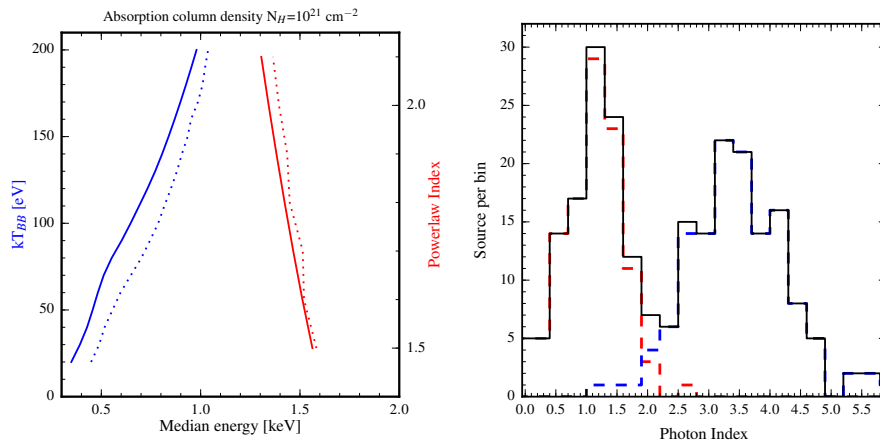 Absorption column density N_H=10^21 cm^−2
200
150
100
50
0
kT_BB [eV]
0.5 1.0 1.5 2.0
Median energy [keV]
2.0
1.5
Powerlaw Index
30
25
20
15
10
5
0
Source per bin
0.0 0.5 1.0 1.5 2.0 2.5 3.0 3.5 4.0 4.5 5.0 5.5
Photon Index